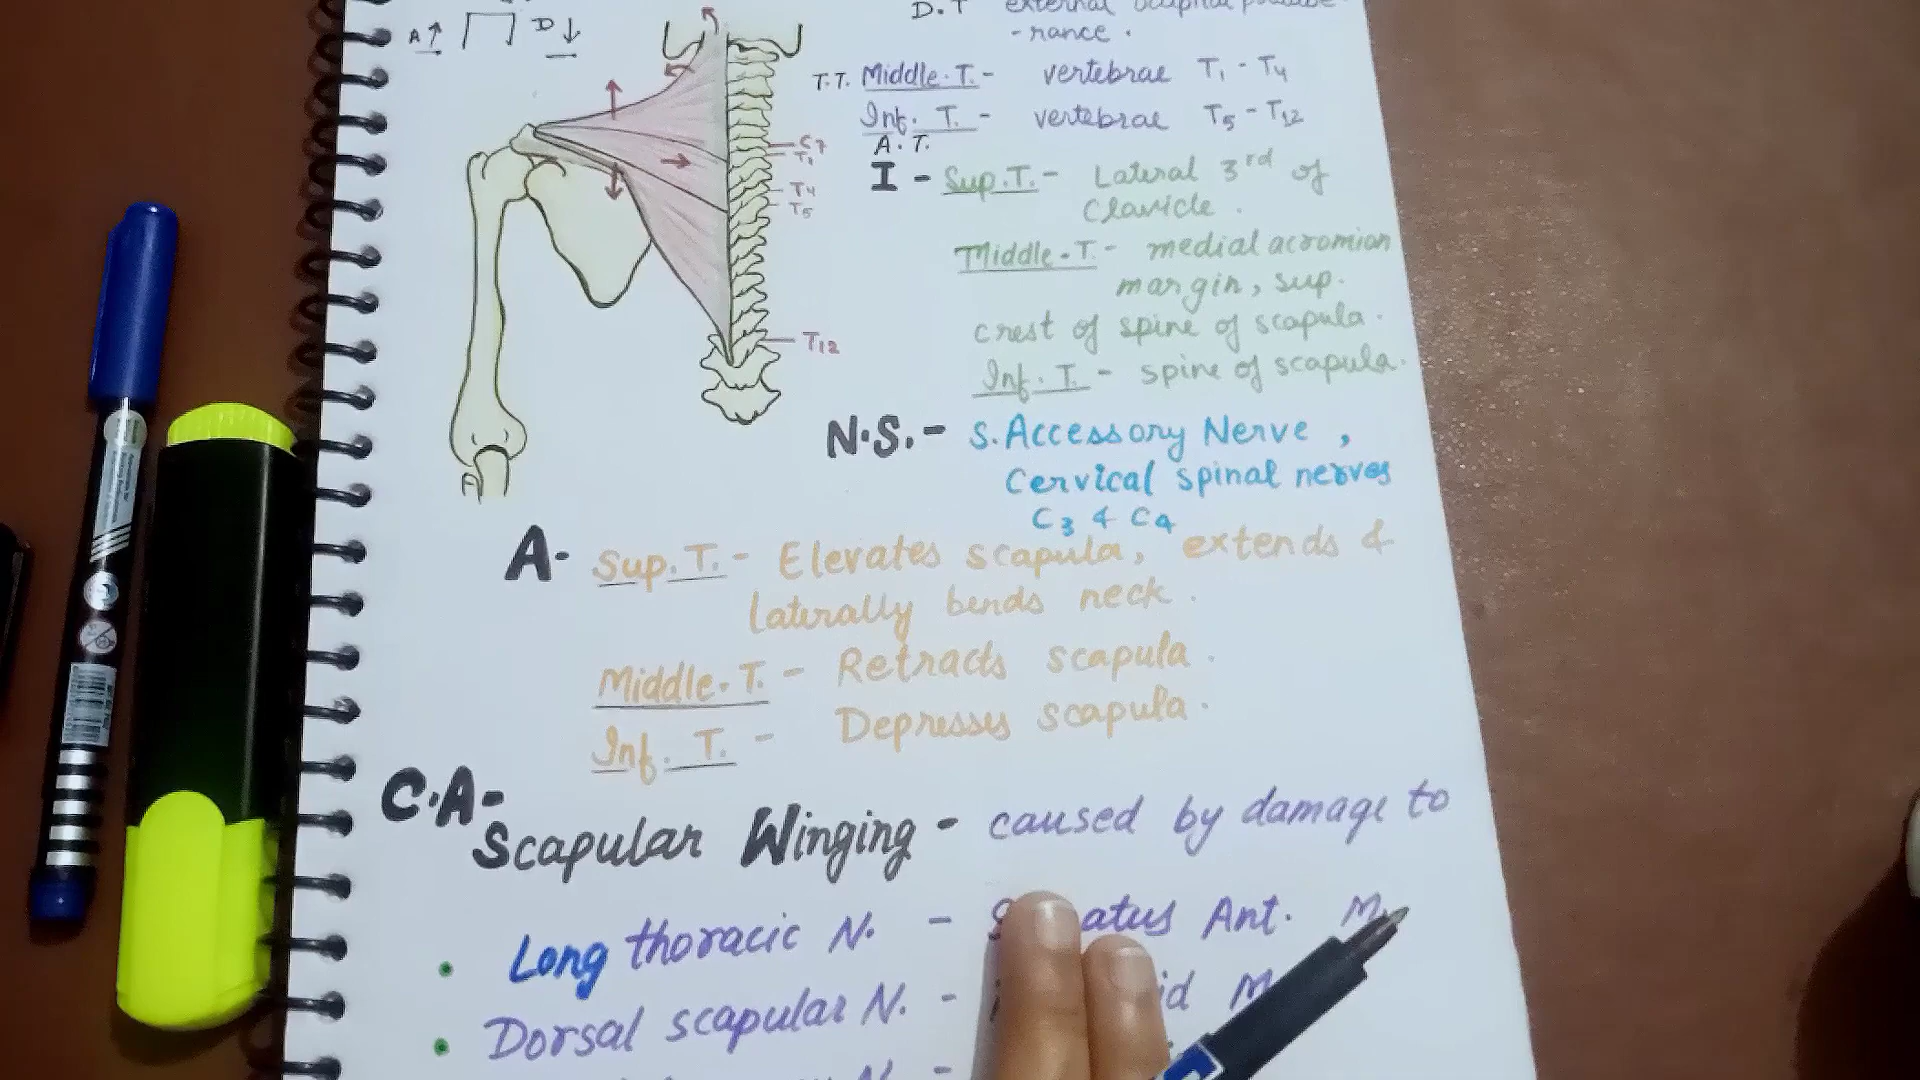 A↑ D↓
D.T external occipital protube-
-rance.
T.T. Middle.T.- vertebrae T1 - T4
Inf. T. - vertebrae T5 - T12
A.T.
C7
T1
T4
T5
T12
I - Sup.T.- Lateral 3rd of
Clavicle.
Middle.T.- medial acromian
margin, sup.
crest of spine of scapula.
Inf. T. - spine of scapula.
N.S.- S. Accessory Nerve,
Cervical spinal nerves
C3 & C4
A- Sup.T.- Elevates scapula, extends &
laterally bends neck.
Middle.T. - Retracts scapula.
Inf. T. - Depresses scapula.
C.A-
Scapular Winging - caused by damage to
• Long thoracic N. - atus Ant. M
• Dorsal scapular N. - id M
N. -